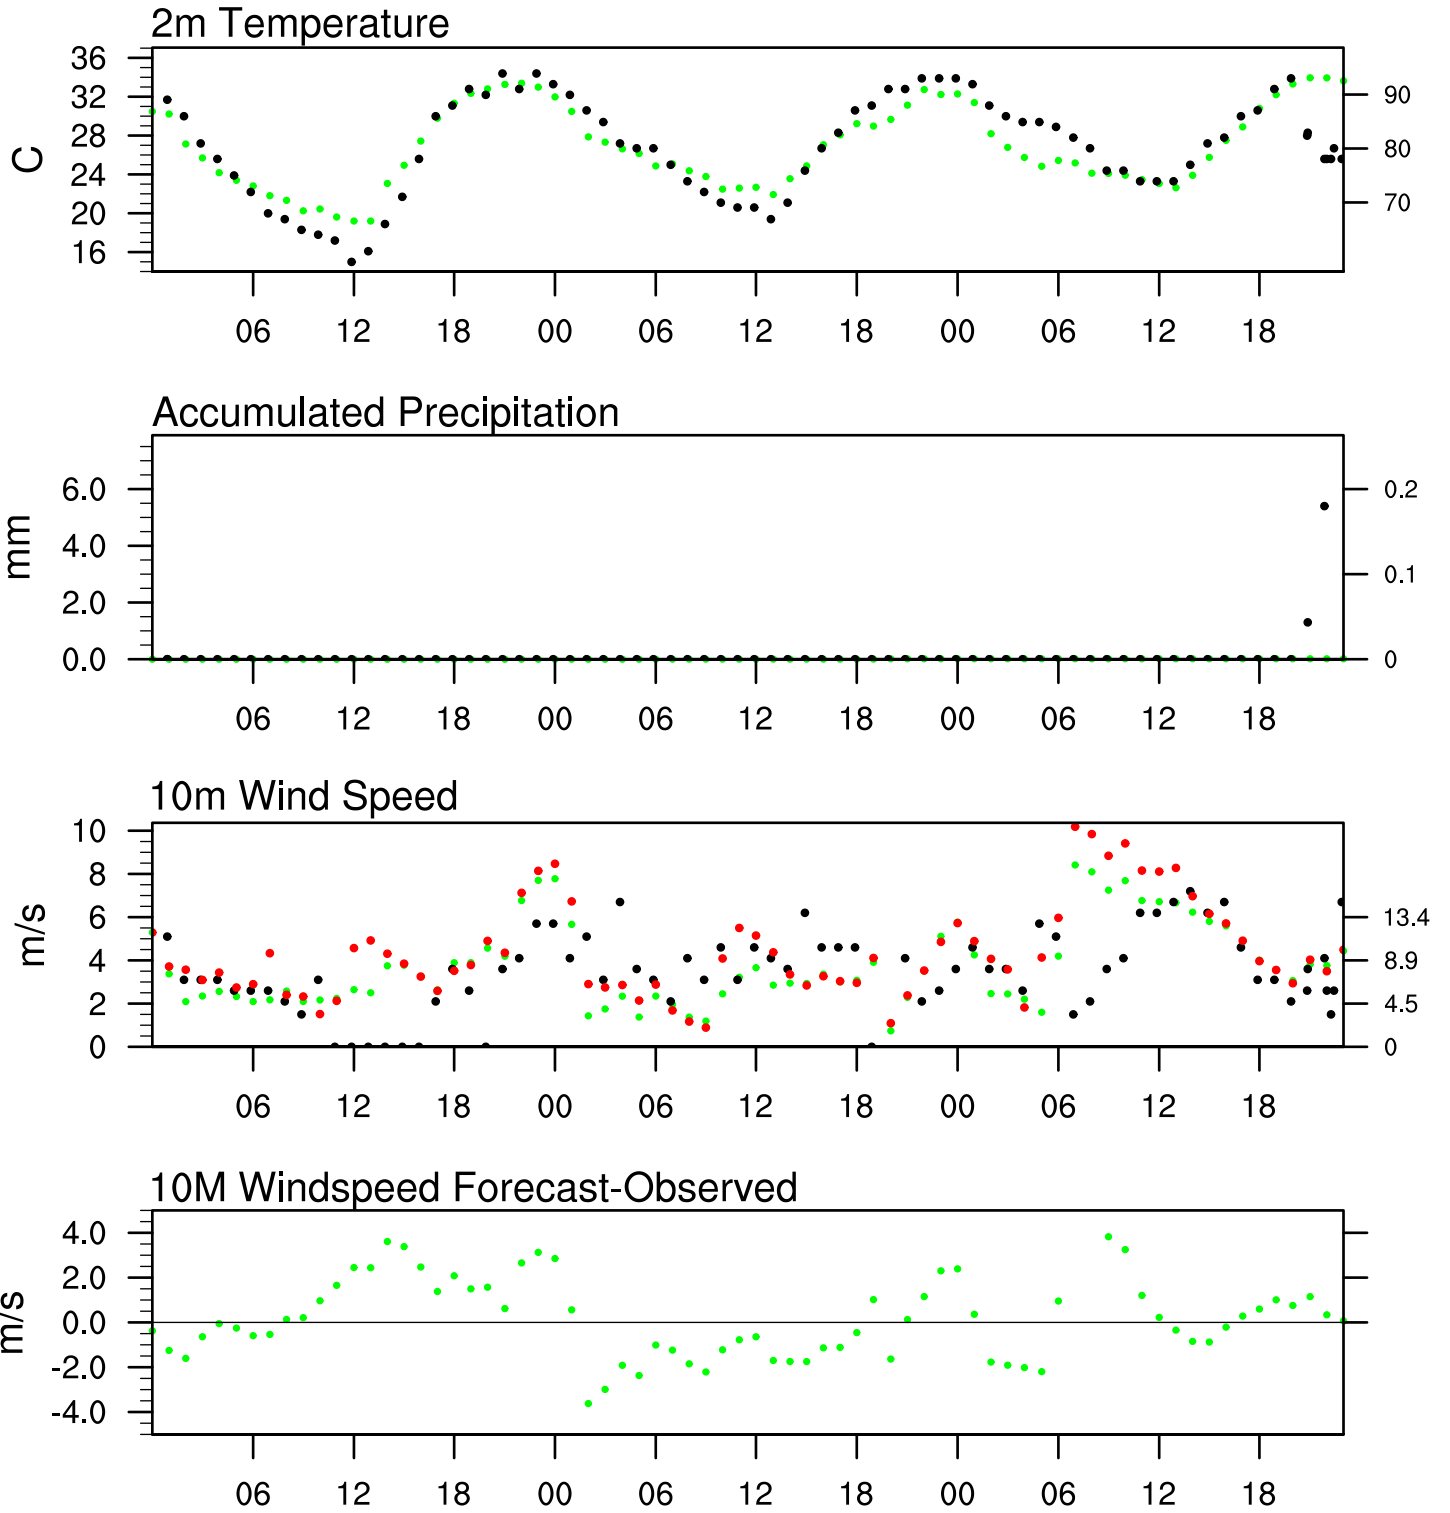 2m Temperature
36
32
28
24
20
16
C
90
80
70
06 12 18 00 06 12 18 00 06 12 18
Accumulated Precipitation
6.0
4.0
2.0
0.0
mm
0.2
0.1
0
06 12 18 00 06 12 18 00 06 12 18
10m Wind Speed
10
8
6
4
2
0
m/s
13.4
8.9
4.5
0
06 12 18 00 06 12 18 00 06 12 18
10M Windspeed Forecast-Observed
4.0
2.0
0.0
-2.0
-4.0
m/s
06 12 18 00 06 12 18 00 06 12 18